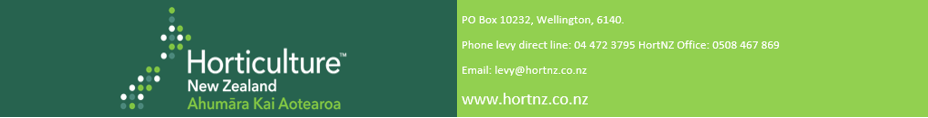 Horticulture™
New Zealand
Ahumāra Kai Aotearoa
PO Box 10232, Wellington, 6140.
Phone levy direct line: 04 472 3795 HortNZ Office: 0508 467 869
Email: levy@hortnz.co.nz
www.hortnz.co.nz